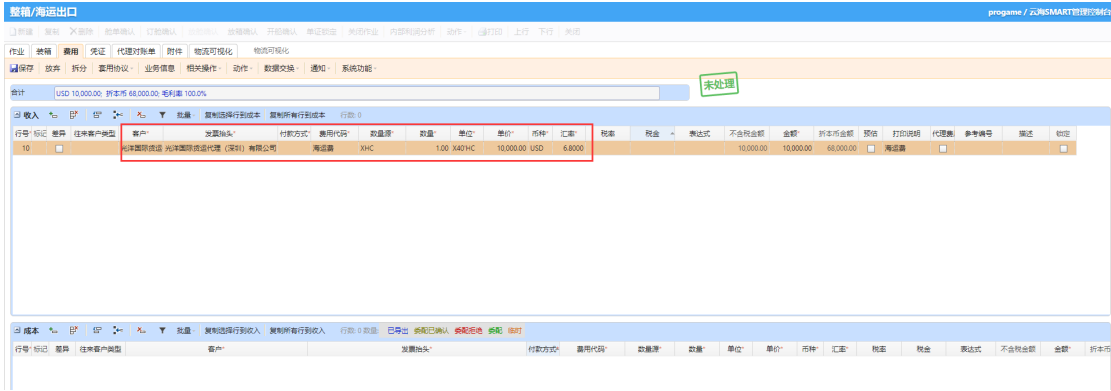 整箱/海运出口 progame / 云海SMART管理控制台
新增 复制 删除 舱单确认 订舱确认 放箱确认 开船确认 单证放出 关闭作业 内部利润分析 动作 打印 上行 下行 关闭
作业 装箱 费用 凭证 代理对账单 附件 物流可视化 物流可视化
保存 放弃 拆分 套用协议 业务信息 相关操作 动作 数据交换 通知 系统功能
合计 USD 10,000.00; 折本币 68,000.00; 毛利率 100.0% 未处理
收入 批量 复制选择行到成本 复制所有行到成本 行数: 0
行号 标记 差异 往来客户类型 客户* 发票抬头* 付款方式* 费用代码* 数量源* 数量* 单位* 单价* 币种* 汇率* 税率 税金 表达式 不含税金额 金额* 折本币金额 预估 打印说明 代理费 参考编号 描述 锁定
10 光洋国际货运 光洋国际货运代理（深圳）有限公司 海运费 XHC 1.00 X40'HC 10,000.00 USD 6.8000 10,000.00 10,000.00 68,000.00 海运费
成本 批量 复制选择行到收入 复制所有行到收入 行数: 0 数量: 已导出 委配已确认 委配拒绝 委配 临时
行号* 标记 差异 往来客户类型 客户* 发票抬头* 付款方式* 费用代码* 数量源* 数量* 单位* 单价* 币种* 汇率* 税率 税金 表达式 不含税金额 金额* 折本币